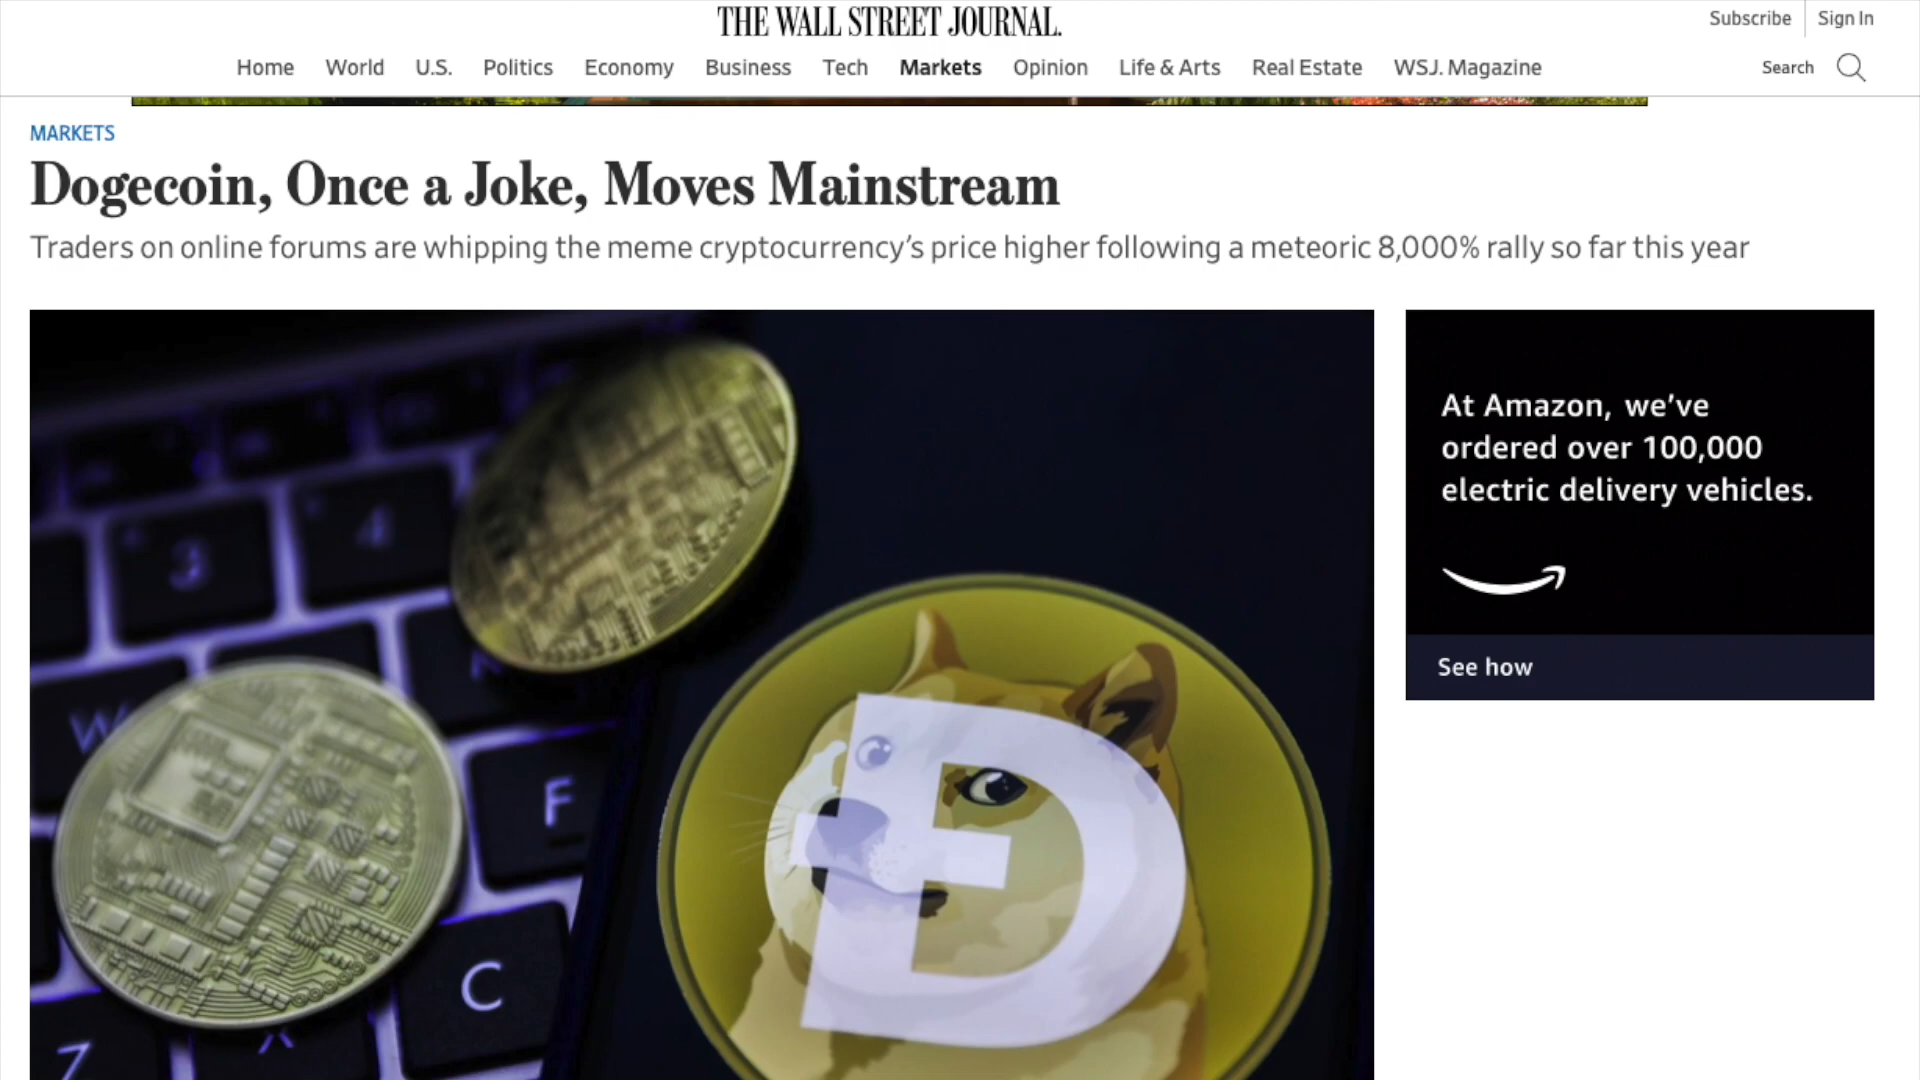 THE WALL STREET JOURNAL.
Subscribe
Sign In
Home World U.S. Politics Economy Business Tech Markets Opinion Life & Arts Real Estate WSJ. Magazine
Search
MARKETS
Dogecoin, Once a Joke, Moves Mainstream
Traders on online forums are whipping the meme cryptocurrency’s price higher following a meteoric 8,000% rally so far this year
At Amazon, we’ve
ordered over 100,000
electric delivery vehicles.
See how
3
4
W
F
C
Z
X
Ð